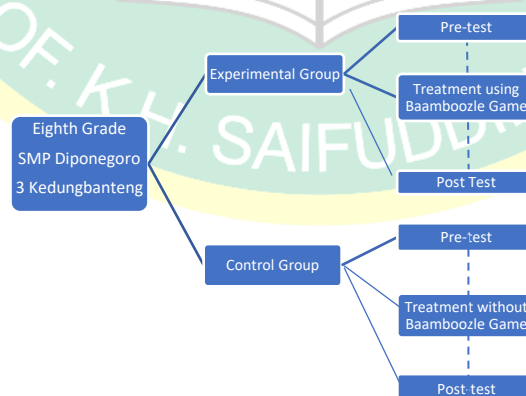 Pre-test
Experimental Group
Treatment using
Baamboozle Game
Eighth Grade
SMP Diponegoro
3 Kedungbanteng
Post Test
Pre-test
Control Group
Treatment without
Baamboozle Game
Post-test
OF. K.H. SAIFUDD